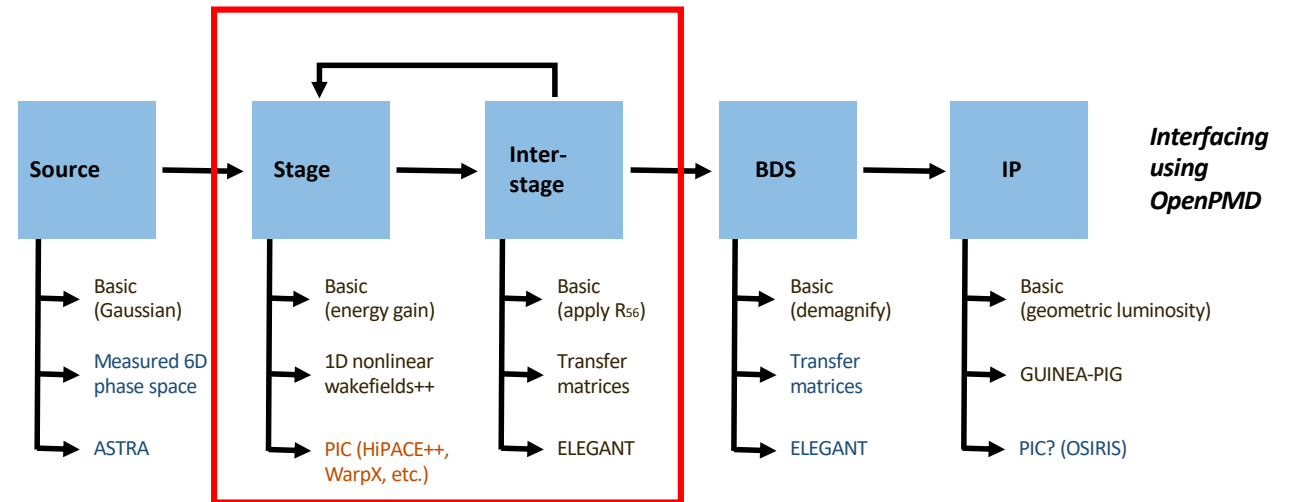 Source
Stage
Inter-
stage
BDS
IP
Interfacing
using
OpenPMD
Basic
(Gaussian)
Measured 6D
phase space
ASTRA
Basic
(energy gain)
1D nonlinear
wakefields++
PIC (HiPACE++,
WarpX, etc.)
Basic
(apply R56)
Transfer
matrices
ELEGANT
Basic
(demagnify)
Transfer
matrices
ELEGANT
Basic
(geometric luminosity)
GUINEA-PIG
PIC? (OSIRIS)